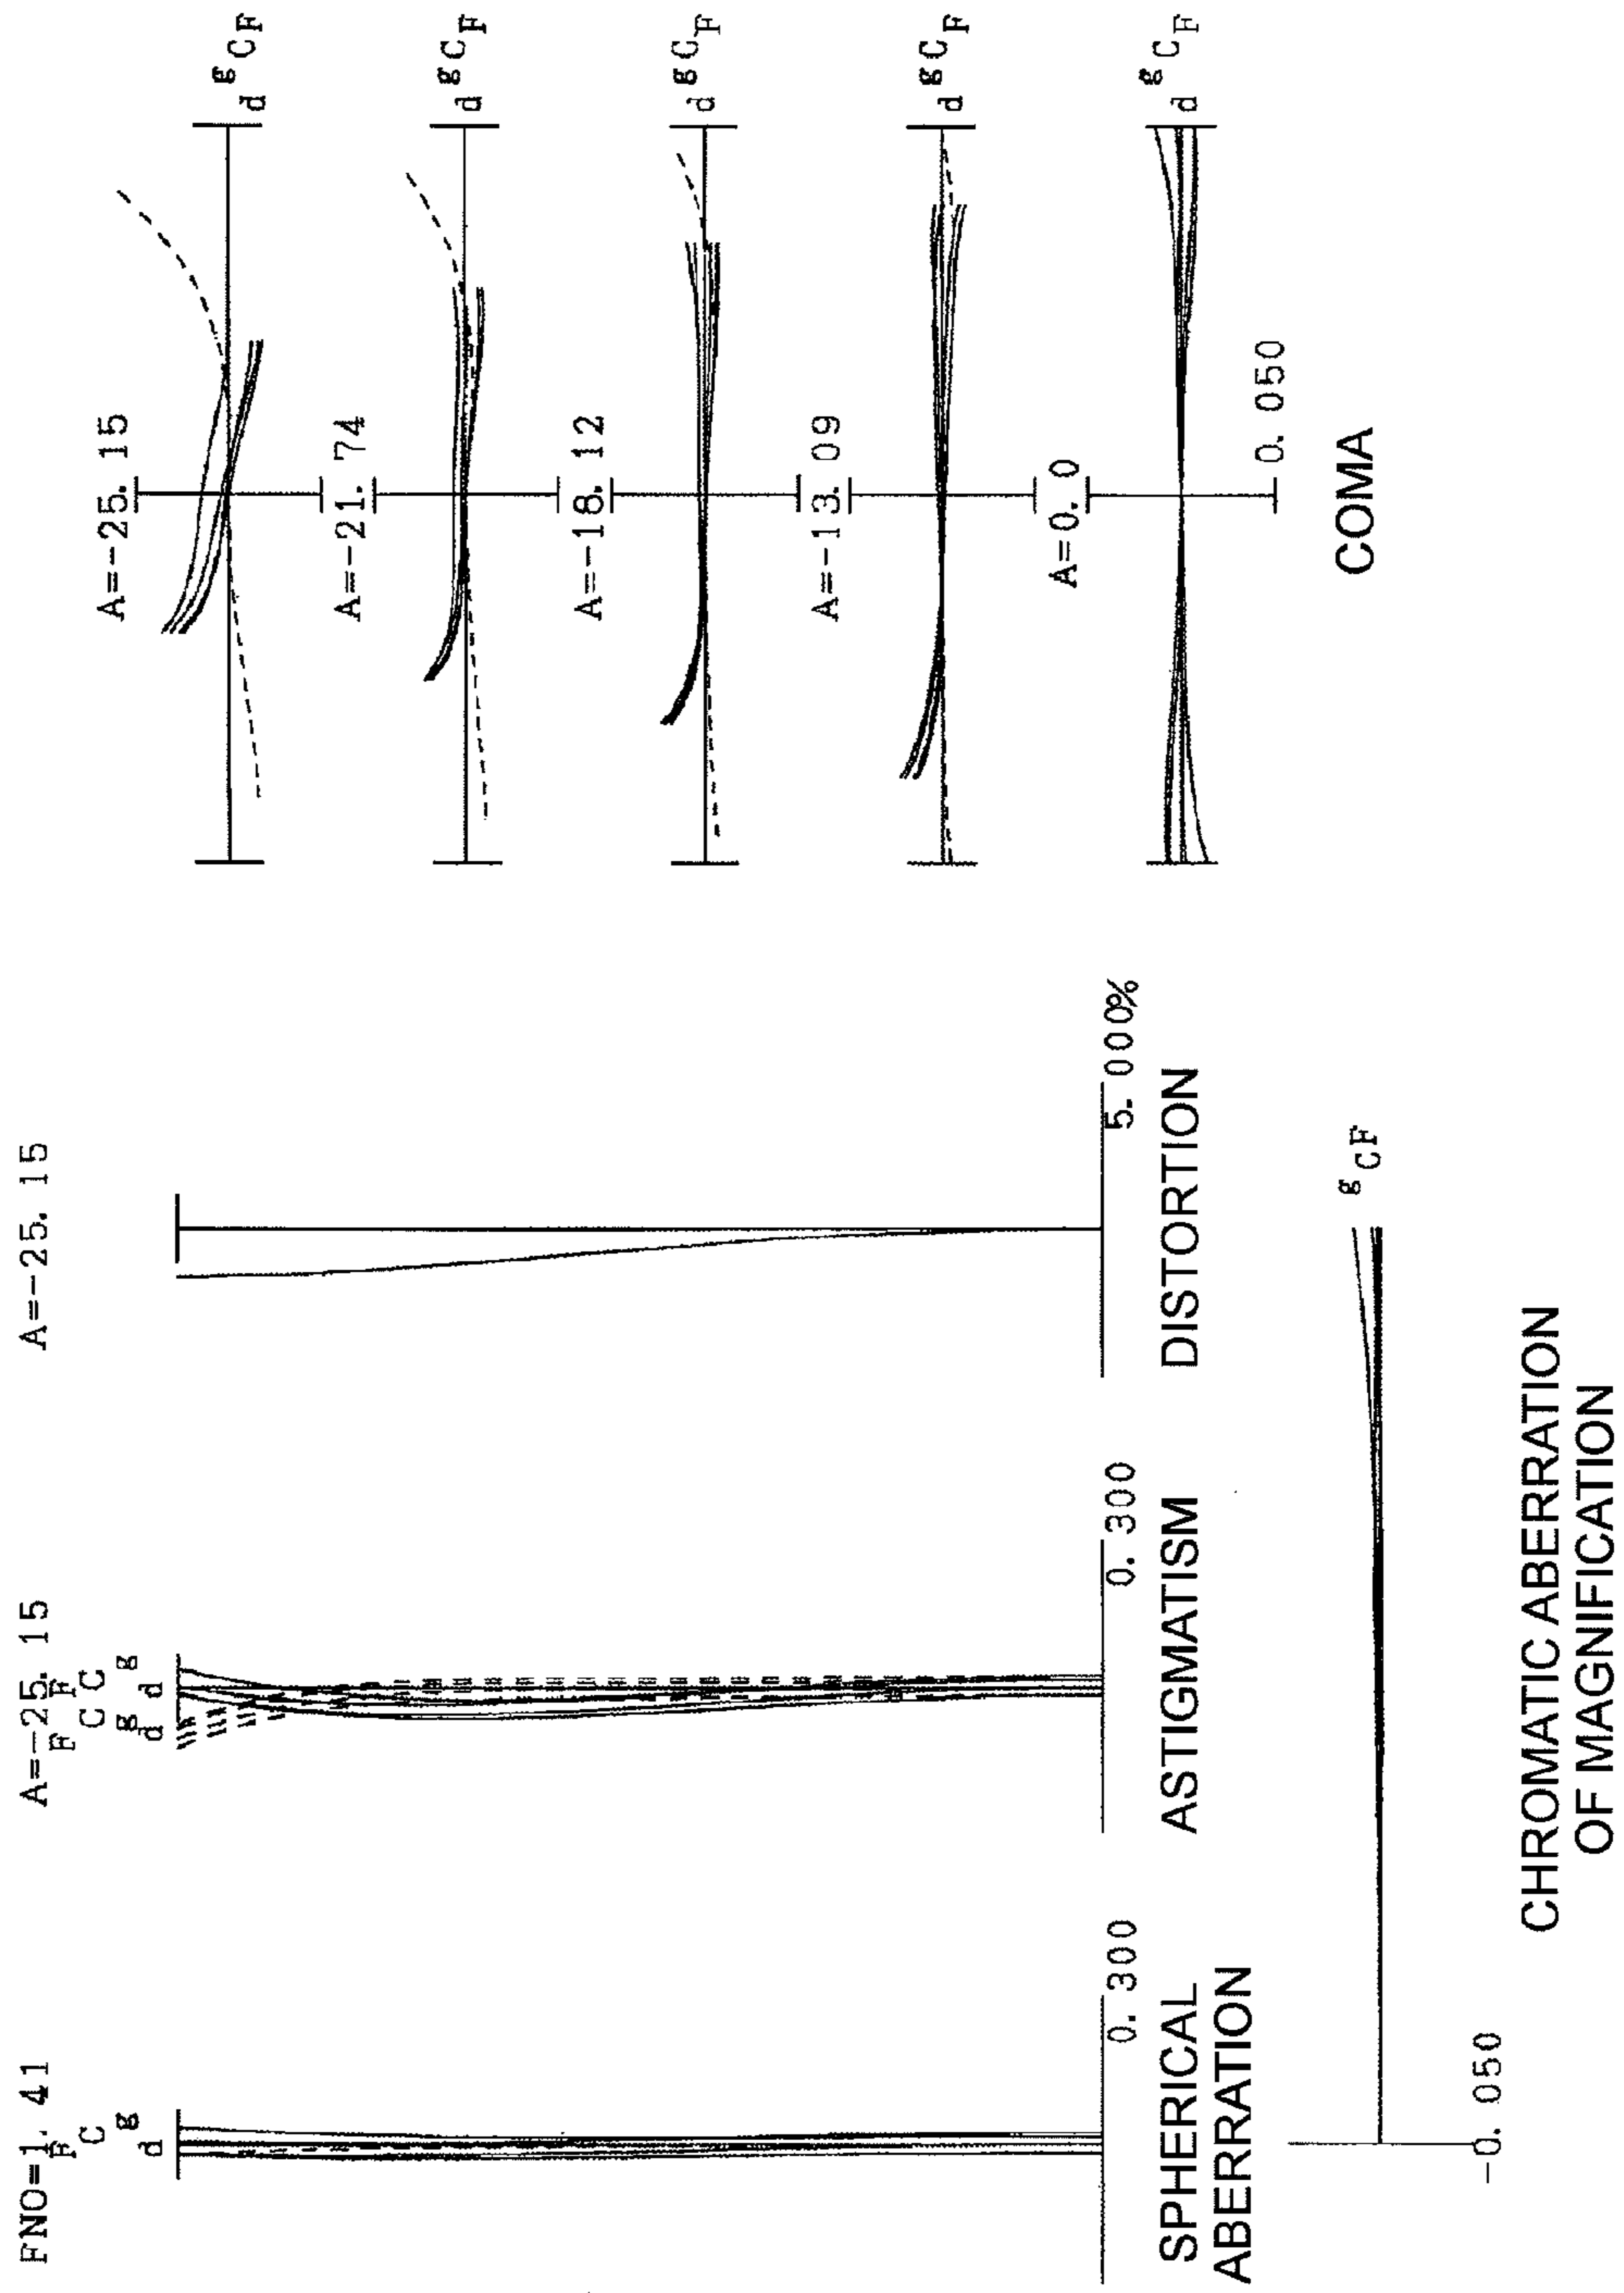 FNO=1. 41
F
C
g
d
0. 300
SPHERICAL
ABERRATION
A=-25. 15
F F
C C
g g
d d
0. 300
ASTIGMATISM
A=-25. 15
5. 000%
DISTORTION
g C F
-0. 050
CHROMATIC ABERRATION
OF MAGNIFICATION
A=-25. 15
d g C F
A=-21. 74
d g C F
A=-18. 12
d g C F
A=-13. 09
d g C F
A=0. 0
d g C F
0. 050
COMA